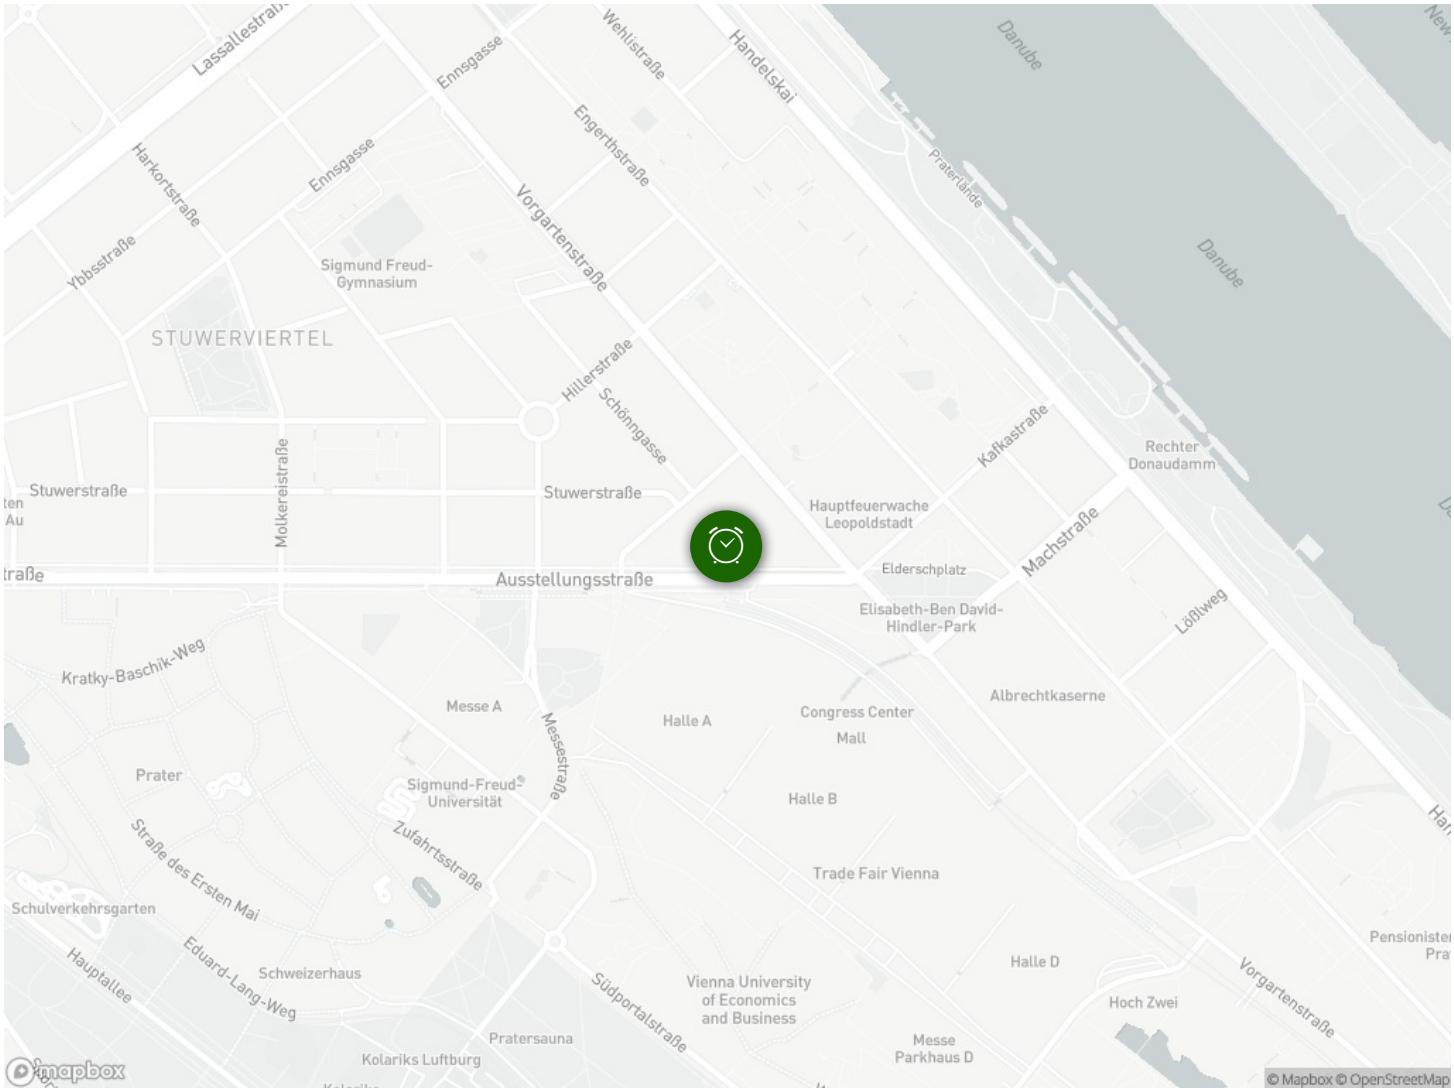 Lassallestraße
Wehlistraße
Handelskai
Danube
Ennsgasse
Engerthstraße
Harkortstraße
Ennsgasse
Praterlände
Vorgartenstraße
Ybbsstraße
Danube
Sigmund Freud-
Gymnasium
STUWERVIERTEL
Hillerstraße
Schönngasse
Kafkastraße
Rechter
Donaudamm
Molkereistraße
Stuwerstraße
Stuwerstraße
Au
Hauptfeuerwache
Leopoldstadt
Machstraße
Elderschplatz
traße
Ausstellungsstraße
Elisabeth-Ben David-
Hindler-Park
Lößlweg
Kratky-Baschik-Weg
Albrechtkaserne
Messe A
Halle A
Congress Center
Mall
Messestraße
Prater
Sigmund-Freud-
Universität
Halle B
Straße des Ersten Mai
Zufahrtsstraße
Trade Fair Vienna
Schulverkehrsgarten
Hauptallee
Eduard-Lang-Weg
Schweizerhaus
Südportalstraße
Vienna University
of Economics
and Business
Halle D
Pensionister
Pra
Vorgartenstraße
Hoch Zwei
Pratersauna
Messe
Parkhaus D
Kolariks Luftburg
mapbox
© Mapbox © OpenStreetMap